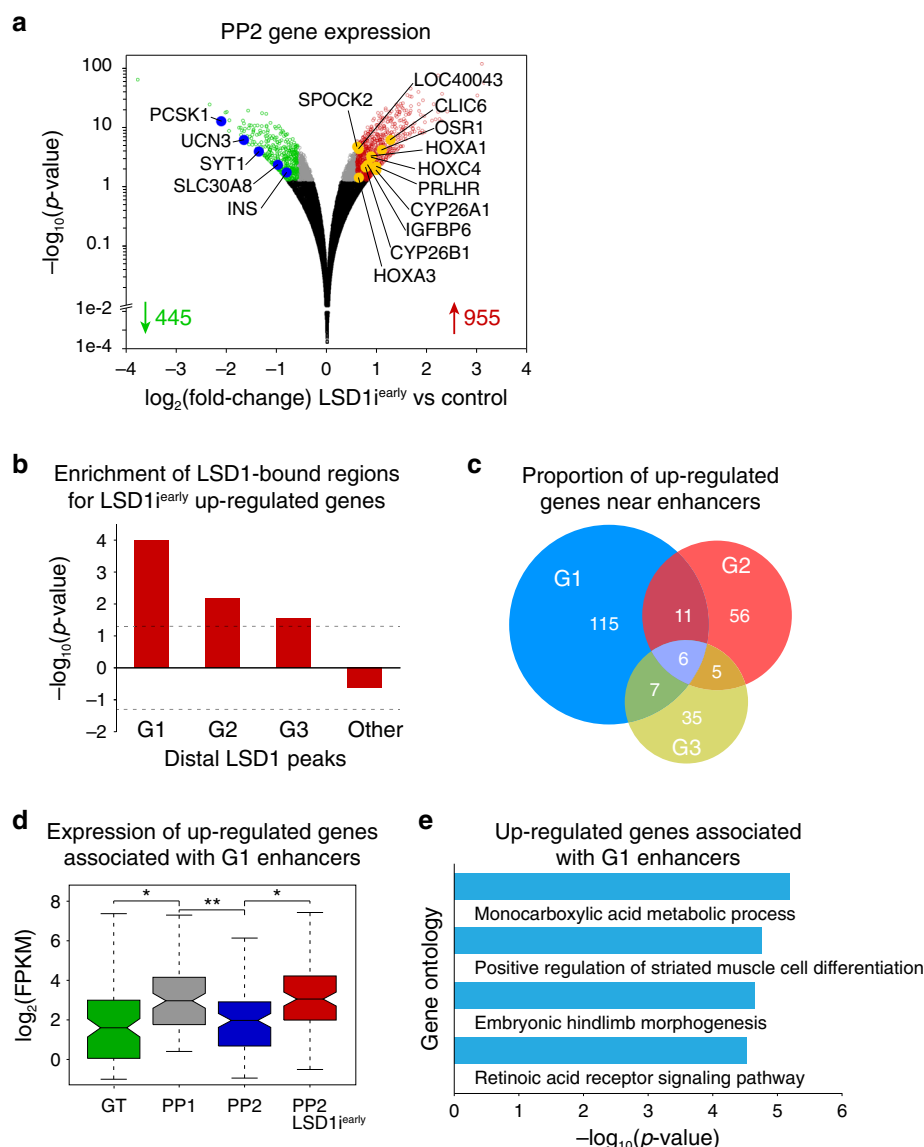 a
PP2 gene expression
–log10(p-value)
100
10
1
0.1
1e-2
1e-4
PCSK1
UCN3
SYT1
SLC30A8
INS
SPOCK2
LOC40043
CLIC6
OSR1
HOXA1
HOXC4
PRLHR
CYP26A1
IGFBP6
CYP26B1
HOXA3
↓ 445
↑ 955
–4 –3 –2 –1 0 1 2 3 4
log2(fold-change) LSD1i^early vs control
b
Enrichment of LSD1-bound regions
for LSD1i^early up-regulated genes
–log10(p-value)
4
3
2
1
0
–1
–2
G1 G2 G3 Other
Distal LSD1 peaks
c
Proportion of up-regulated
genes near enhancers
G1
G2
115
11
56
6
7
5
35
G3
d
Expression of up-regulated genes
associated with G1 enhancers
log2(FPKM)
8
6
4
2
0
* ** *
GT PP1 PP2 PP2
LSD1i^early
e
Up-regulated genes associated
with G1 enhancers
Gene ontology
Monocarboxylic acid metabolic process
Positive regulation of striated muscle cell differentiation
Embryonic hindlimb morphogenesis
Retinoic acid receptor signaling pathway
0 1 2 3 4 5 6
–log10(p-value)